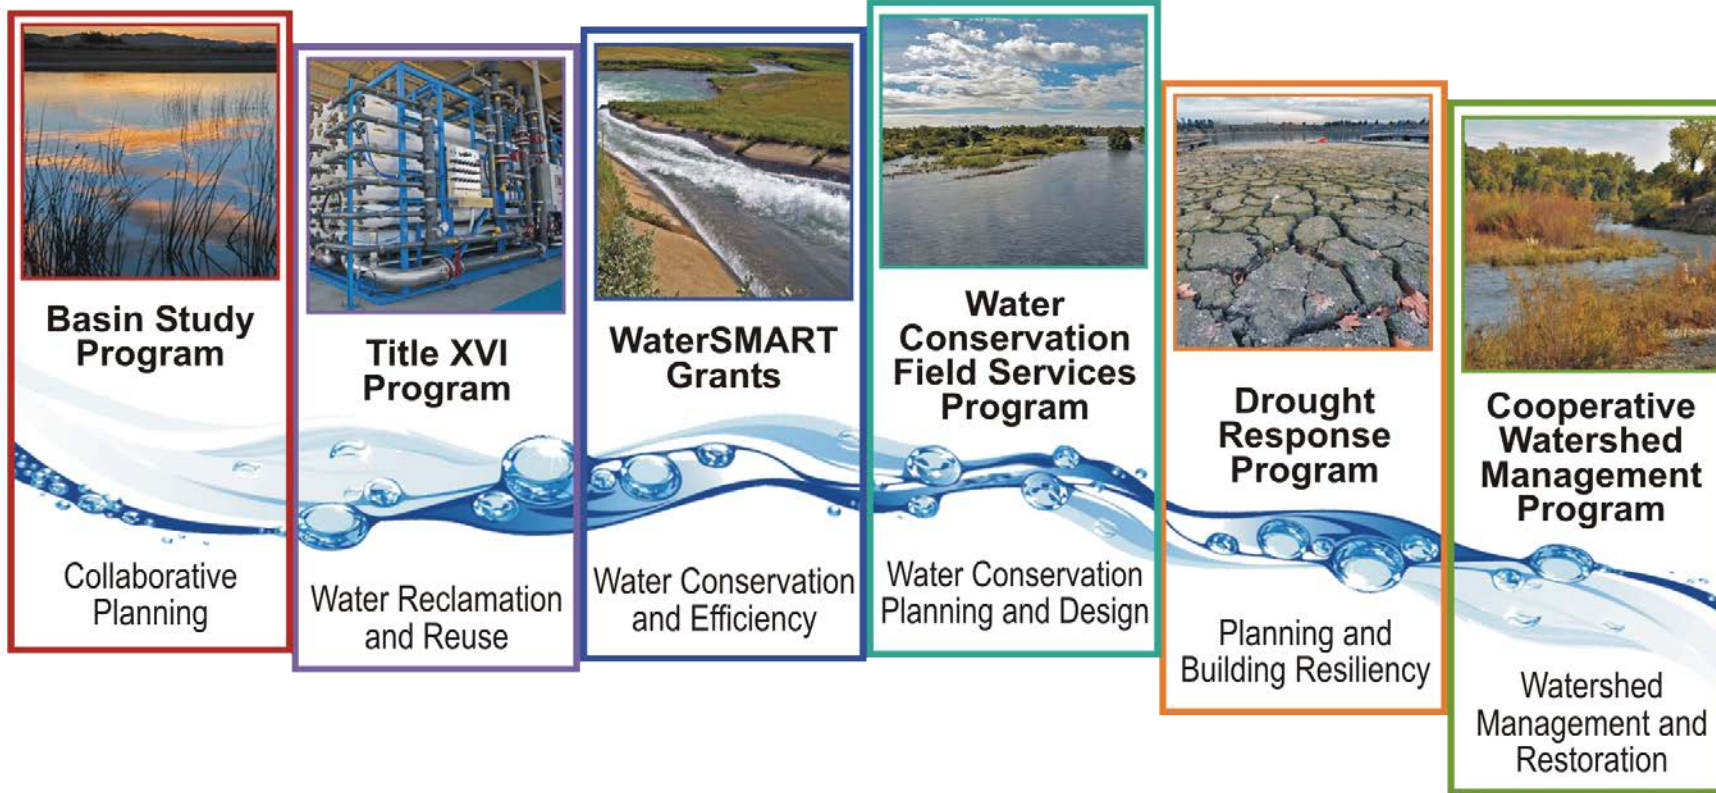 Basin Study
Program
Collaborative
Planning
Title XVI
Program
Water Reclamation
and Reuse
WaterSMART
Grants
Water Conservation
and Efficiency
Water
Conservation
Field Services
Program
Water Conservation
Planning and Design
Drought
Response
Program
Planning and
Building Resiliency
Cooperative
Watershed
Management
Program
Watershed
Management and
Restoration